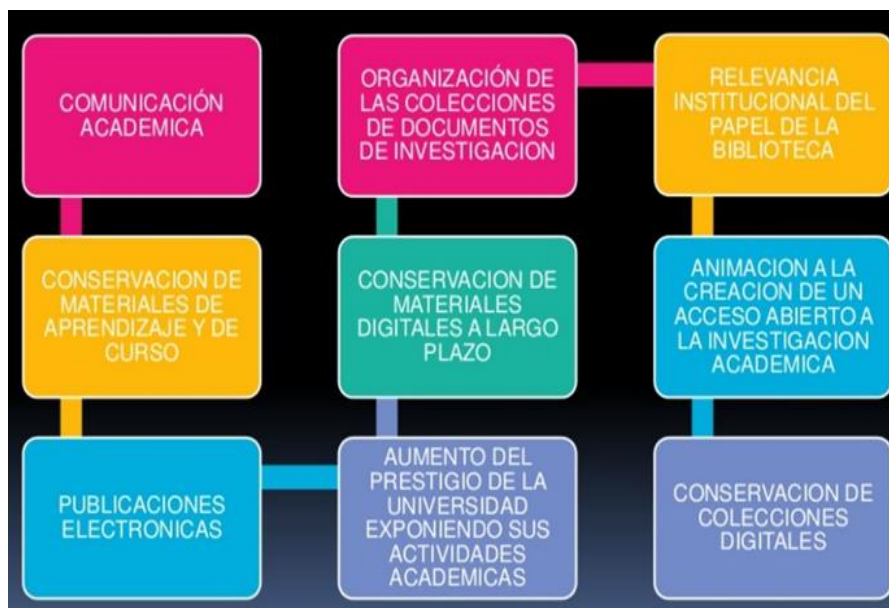 COMUNICACIÓN
ACADEMICA
CONSERVACION DE
MATERIALES DE
APRENDIZAJE Y DE
CURSO
PUBLICACIONES
ELECTRONICAS
AUMENTO DEL
PRESTIGIO DE LA
UNIVERSIDAD
EXPONIENDO SUS
ACTIVIDADES
ACADEMICAS
CONSERVACION DE
MATERIALES
DIGITALES A LARGO
PLAZO
ORGANIZACIÓN DE
LAS COLECCIONES
DE DOCUMENTOS
DE INVESTIGACION
RELEVANCIA
INSTITUCIONAL DEL
PAPEL DE LA
BIBLIOTECA
ANIMACION A LA
CREACION DE UN
ACCESO ABIERTO A
LA INVESTIGACION
ACADEMICA
CONSERVACION DE
COLECCIONES
DIGITALES